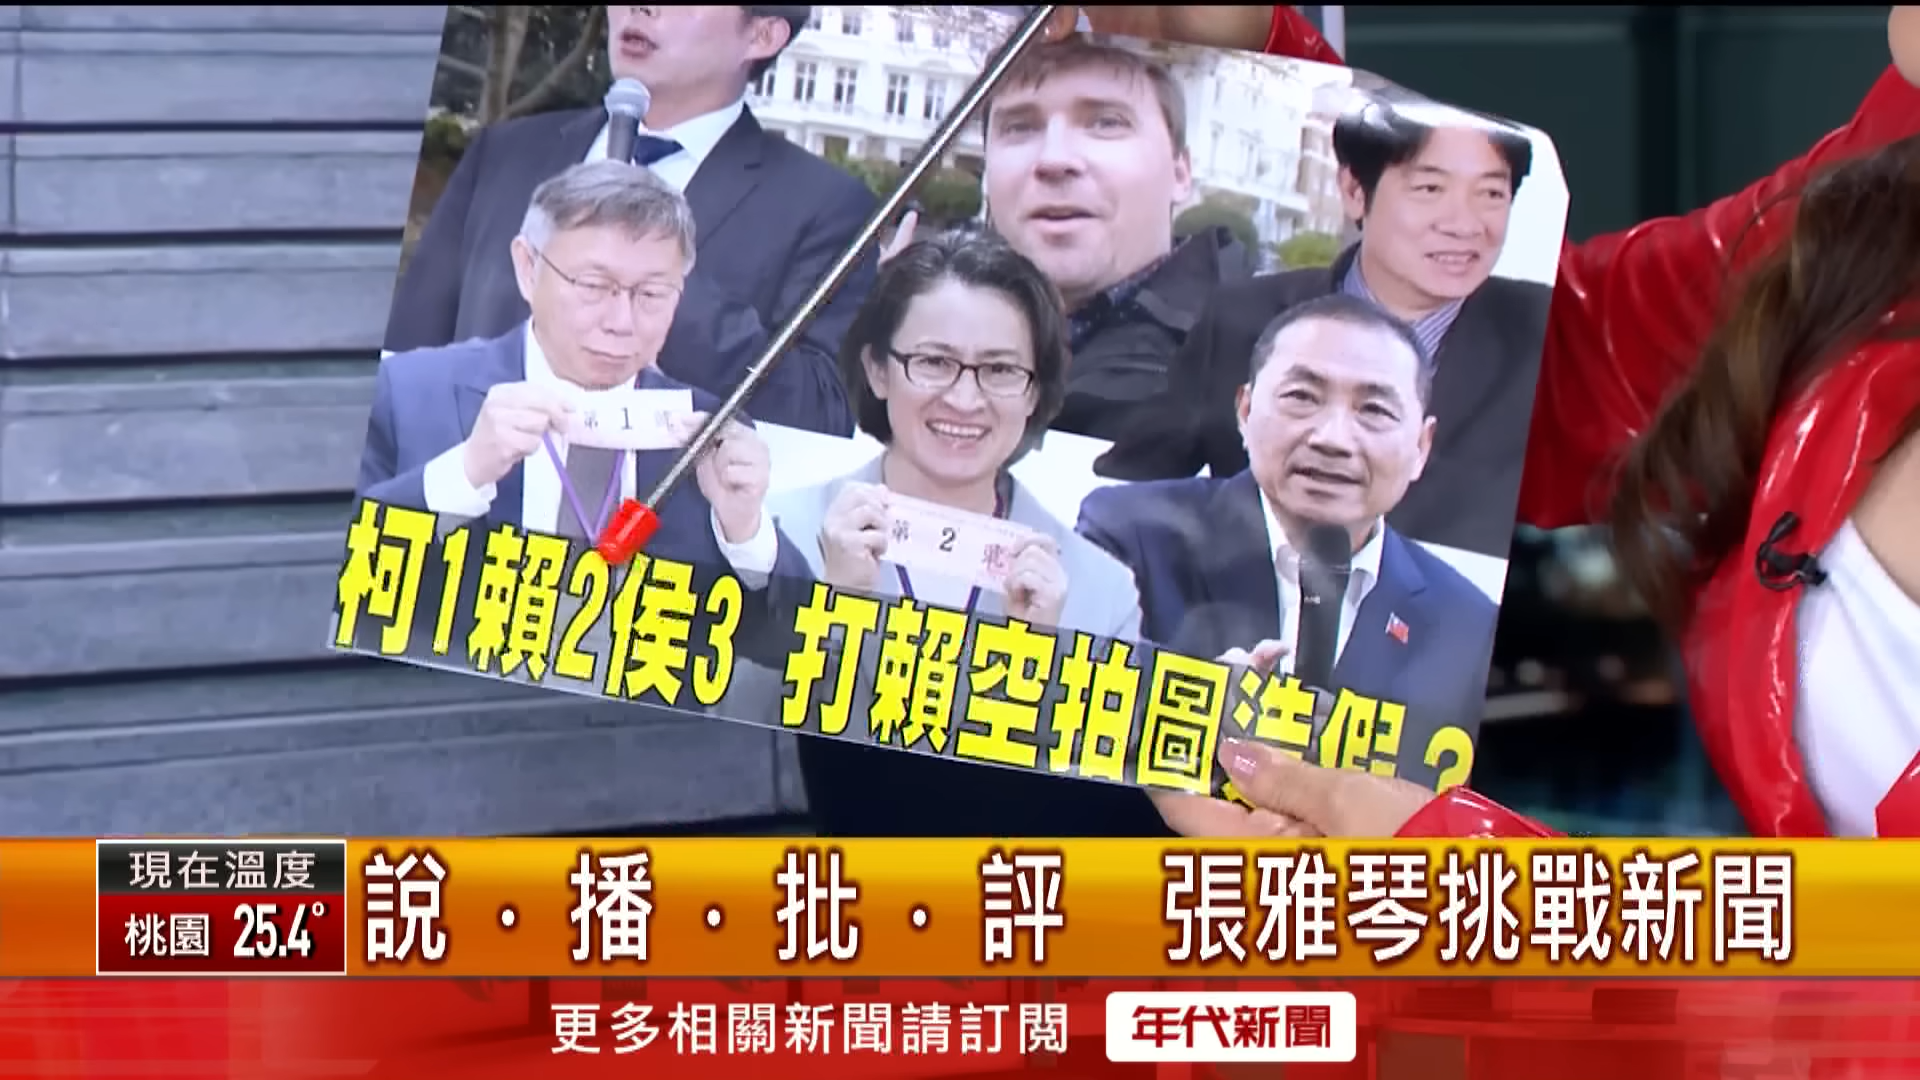 第 1 號
第 2 號
柯1賴2侯3 打賴空拍圖造假?
現在溫度
桃園 25.4°
說・播・批・評 張雅琴挑戰新聞
更多相關新聞請訂閱 年代新聞